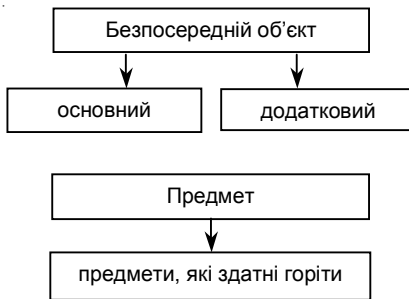 Безпосередній об’єкт
основний
додатковий
Предмет
предмети, які здатні горіти